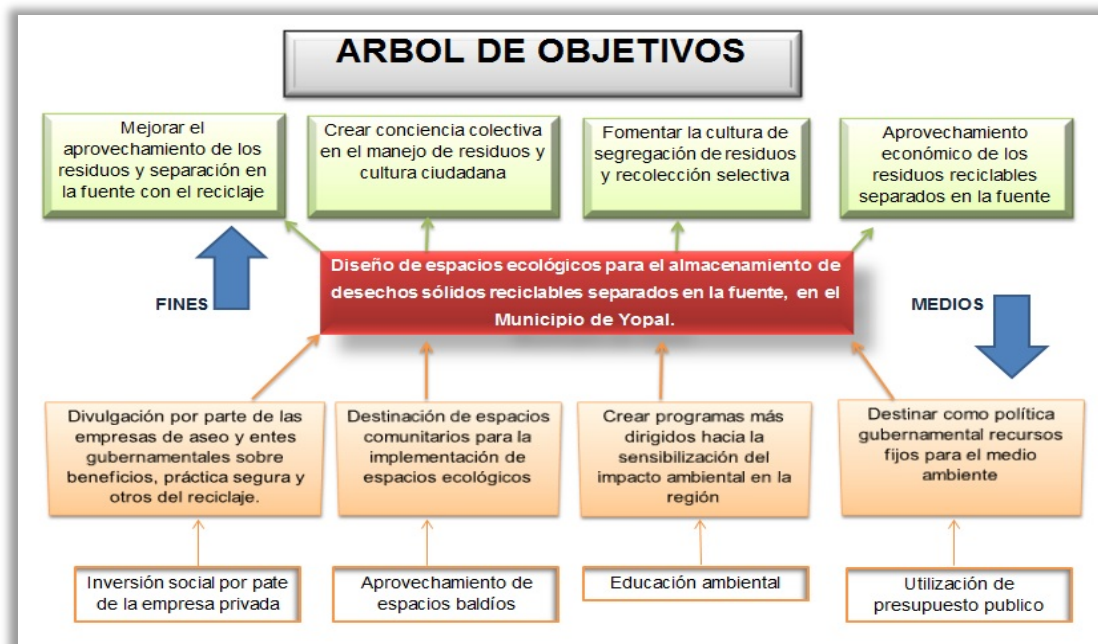 ARBOL DE OBJETIVOS
Mejorar el
aprovechamiento de los
residuos y separación en
la fuente con el reciclaje
Crear conciencia colectiva
en el manejo de residuos y
cultura ciudadana
Fomentar la cultura de
segregación de residuos
y recolección selectiva
Aprovechamiento
económico de los
residuos reciclables
separados en la fuente
FINES
Diseño de espacios ecológicos para el almacenamiento de
desechos sólidos reciclables separados en la fuente, en el
Municipio de Yopal.
MEDIOS
Divulgación por parte de las
empresas de aseo y entes
gubernamentales sobre
beneficios, práctica segura y
otros del reciclaje.
Destinación de espacios
comunitarios para la
implementación de
espacios ecológicos
Crear programas más
dirigidos hacia la
sensibilización del
impacto ambiental en la
región
Destinar como política
gubernamental recursos
fijos para el medio
ambiente
Inversión social por pate
de la empresa privada
Aprovechamiento de
espacios baldíos
Educación ambiental
Utilización de
presupuesto publico